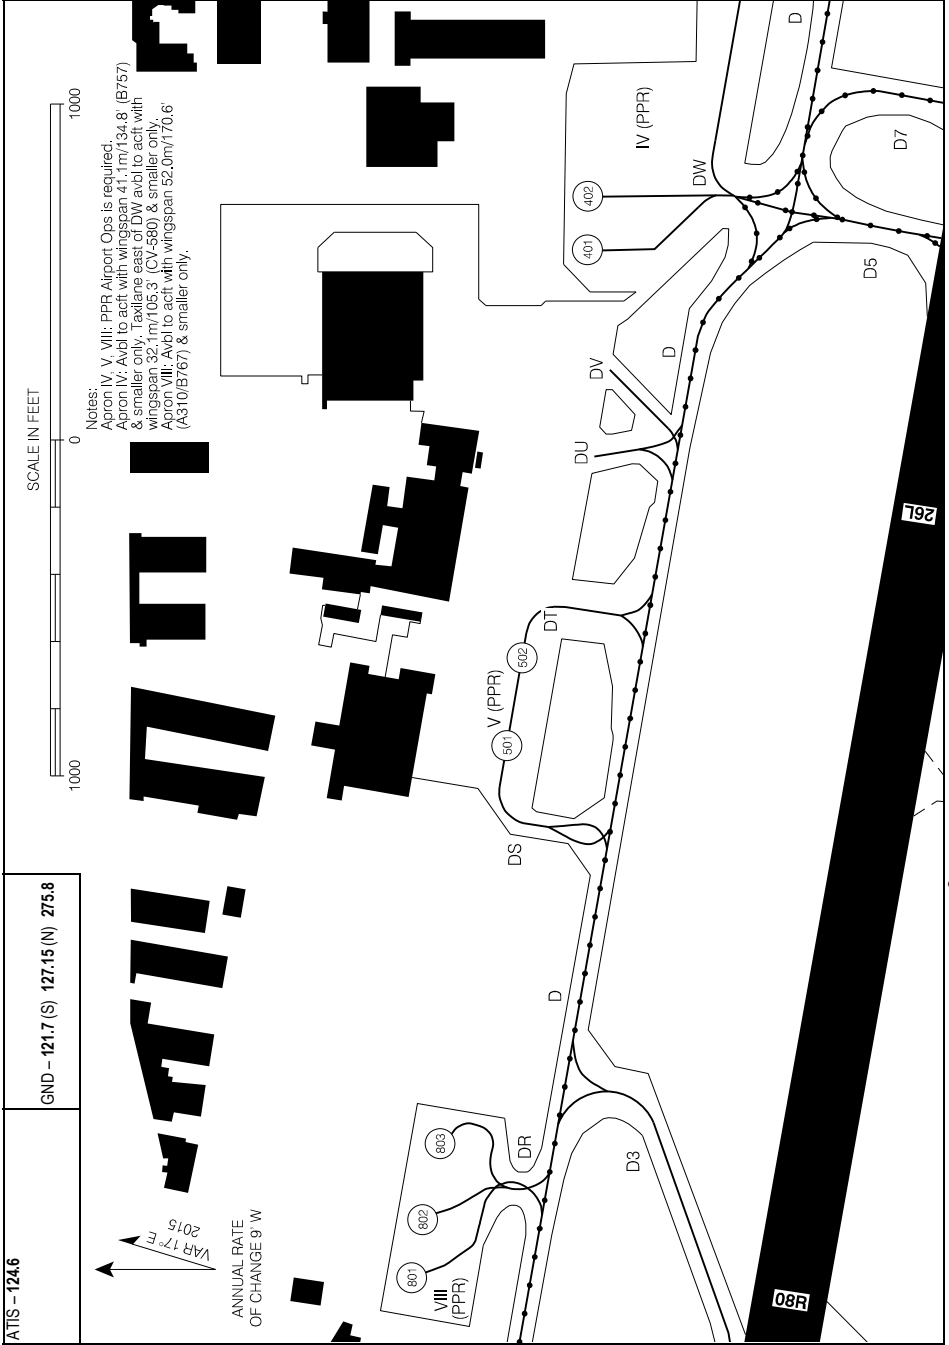 ATIS – 124.6
GND – 121.7 (S) 127.15 (N) 275.8
SCALE IN FEET
1000
0
1000
Notes:
Apron IV, V, VIII: PPR Airport Ops is required.
Apron IV: Avbl to acft with wingspan 41.1m/134.8' (B757)
& smaller only. Taxilane east of DW avbl to acft with
wingspan 32.1m/105.3' (CV-580) & smaller only.
Apron VIII: Avbl to acft with wingspan 52.0m/170.6'
(A310/B767) & smaller only.
VAR 17°E
2015
ANNUAL RATE
OF CHANGE 9' W
801
802
803
VIII
(PPR)
DR
D
D3
DS
501
V (PPR)
502
DT
DU
DV
D
401
402
IV (PPR)
DW
D
D5
D7
08R
26L